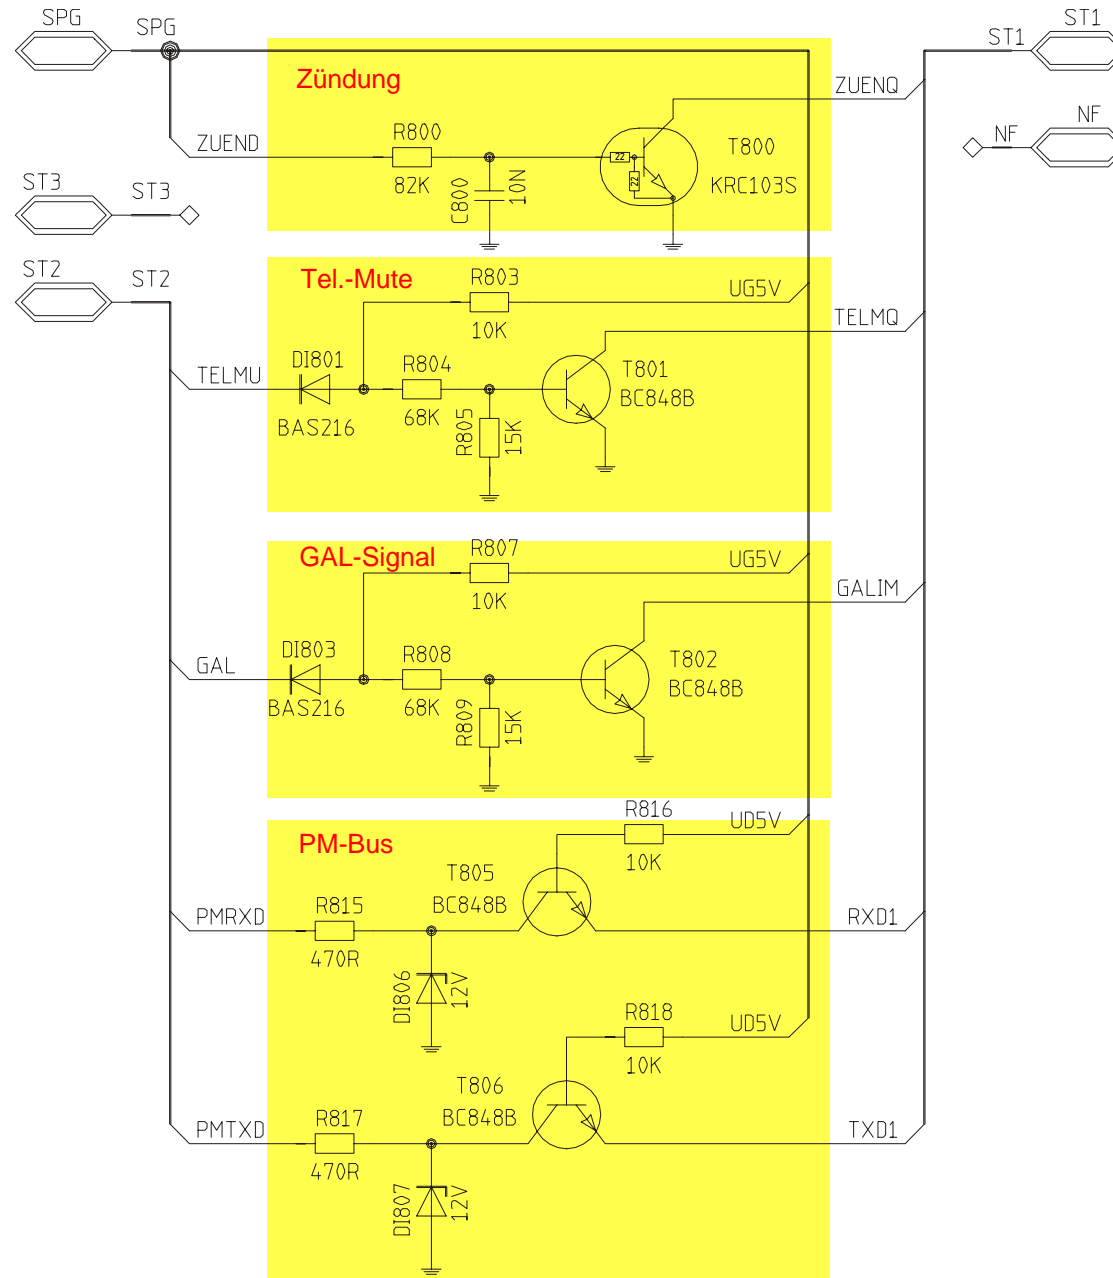 SPG
SPG
ST1
ST1
Zündung
ZUENQ
R800
ZUEND
82K
C800
10N
22
22
T800
KRC103S
NF
NF
ST3
ST3
ST2
ST2
Tel.-Mute
R803
UG5V
10K
TELMQ
DI801
R804
T801
TELMU
BC848B
BAS216
68K
R805
15K
GAL-Signal
R807
UG5V
10K
GALIM
DI803
R808
T802
GAL
BC848B
BAS216
68K
R809
15K
R816
UD5V
PM-Bus
10K
T805
BC848B
R815
PMRXD
RXD1
470R
DI806
12V
R818
UD5V
10K
T806
BC848B
R817
PMTXD
TXD1
470R
DI807
12V